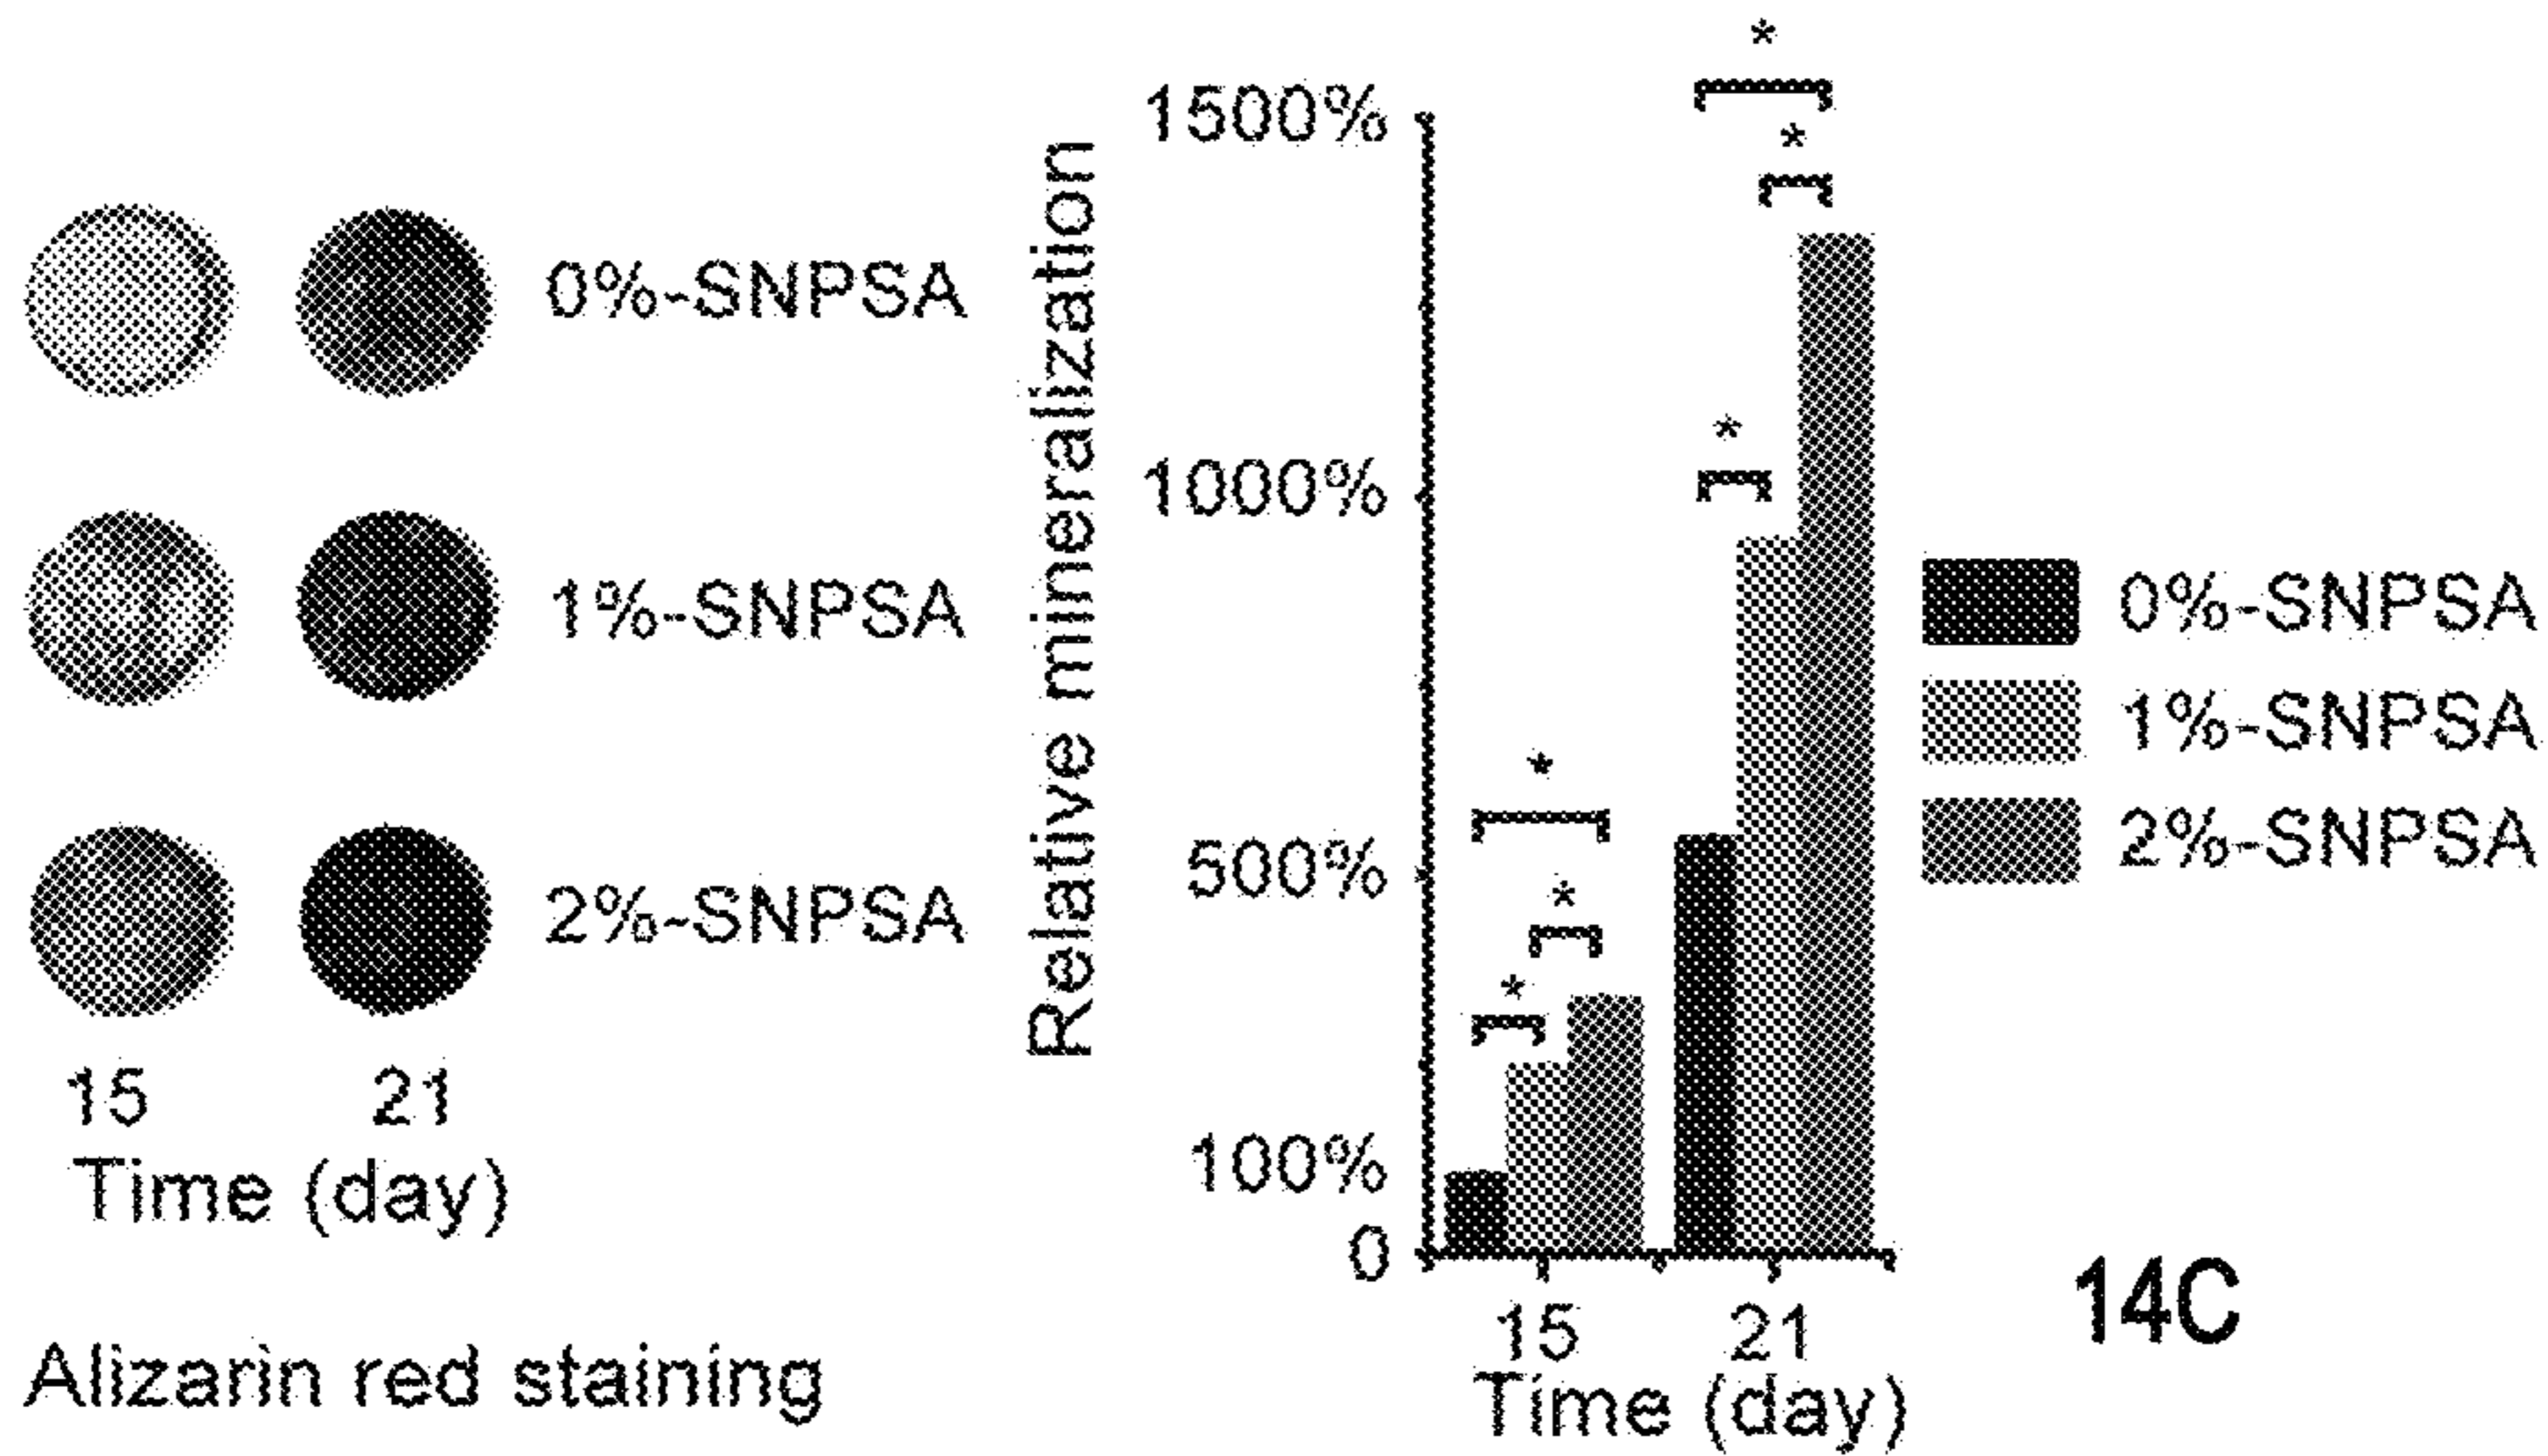 0%-SNPSA
1%-SNPSA
2%-SNPSA
15 21
Time (day)
Alizarin red staining
Relative mineralization
1500%
1000%
500%
100%
0
*
*
*
*
*
*
15 21
Time (day)
0%-SNPSA
1%-SNPSA
2%-SNPSA
14C